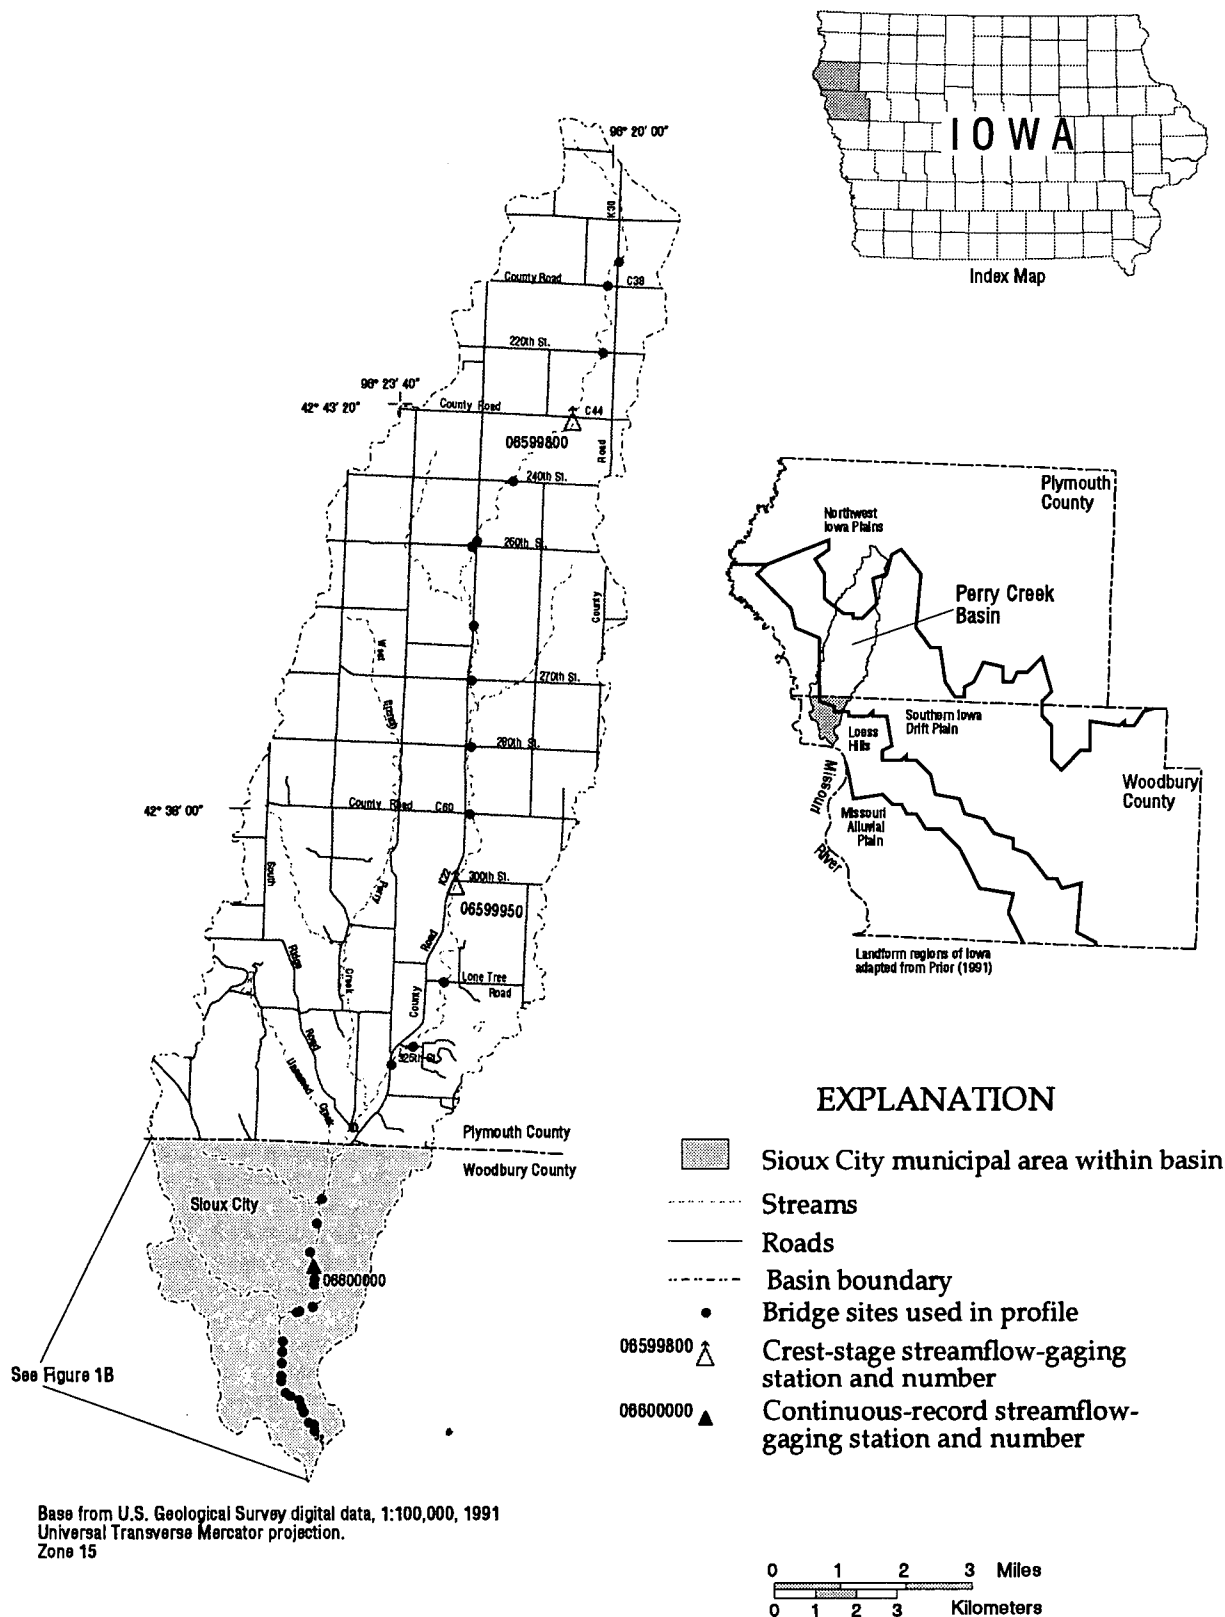 IOWA
Index Map
96° 20' 00"
K30
County Road
C38
220th St.
96° 23' 40"
42° 43' 20"
County Road
C44
06599800
Road
240th St.
250th St.
County
West
Branch
270th St.
280th St.
42° 38' 00"
County Road
C60
South
Perry
K22
300th St.
06599950
Road
Ridge
Creek
Lone Tree
Road
County
Road
325th St.
Unnamed
Creek
Plymouth County
Woodbury County
Sioux City
06600000
See Figure 1B
Base from U.S. Geological Survey digital data, 1:100,000, 1991
Universal Transverse Mercator projection.
Zone 15
Plymouth
County
Northwest
Iowa Plains
Perry Creek
Basin
Southern Iowa
Drift Plain
Loess
Hills
Woodbury
County
Missouri
River
Missouri
Alluvial
Plain
Landform regions of Iowa
adapted from Prior (1991)
EXPLANATION
Sioux City municipal area within basin
Streams
Roads
Basin boundary
Bridge sites used in profile
06599800
Crest-stage streamflow-gaging
station and number
06600000
Continuous-record streamflow-
gaging station and number
0 1 2 3 Miles
0 1 2 3 Kilometers